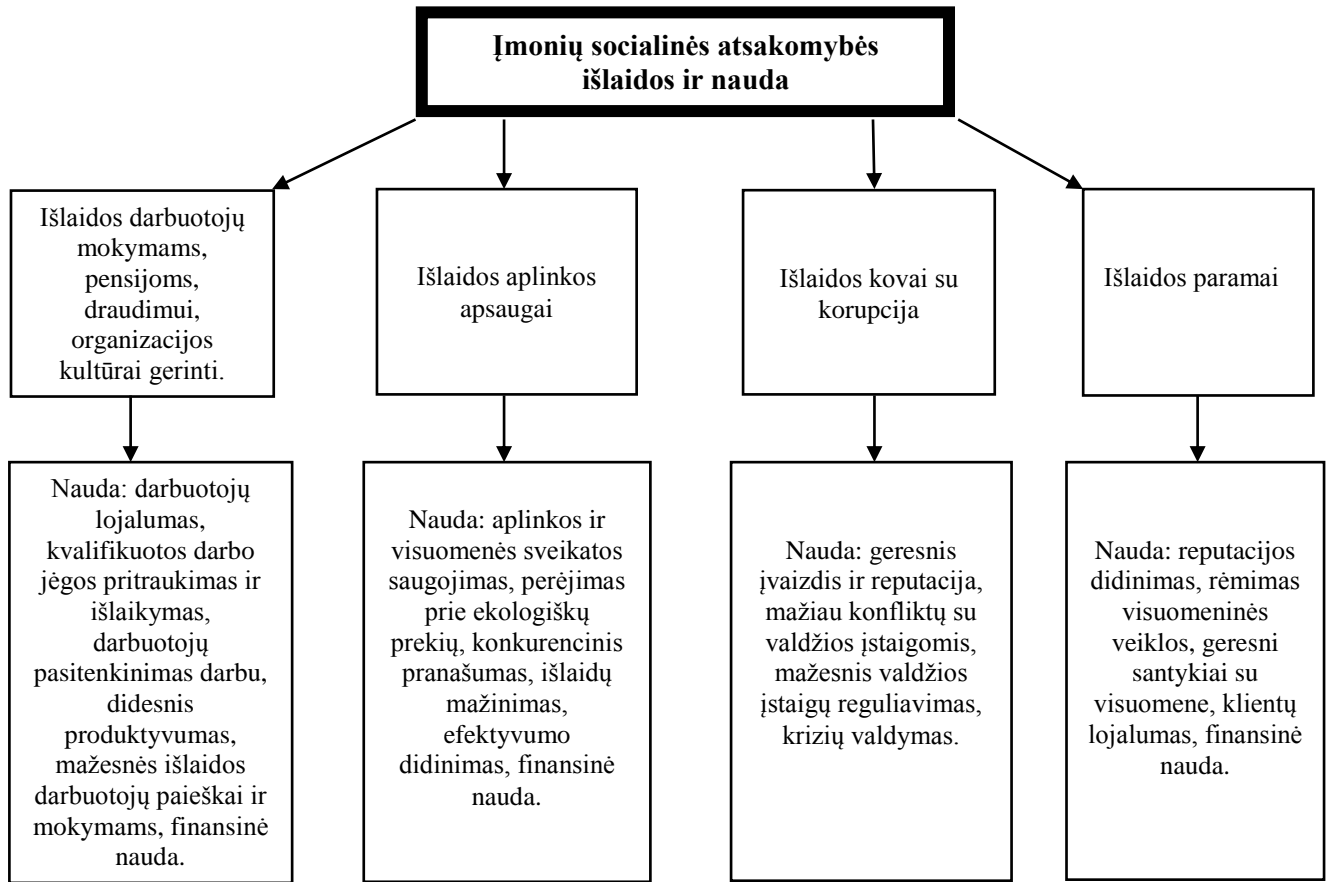 Įmonių socialinės atsakomybės
išlaidos ir nauda
Išlaidos darbuotojų
mokymams,
pensijoms,
draudimui,
organizacijos
kultūrai gerinti.
Išlaidos aplinkos
apsaugai
Išlaidos kovai su
korupcija
Išlaidos paramai
Nauda: darbuotojų
lojalumas,
kvalifikuotos darbo
jėgos pritraukimas ir
išlaikymas,
darbuotojų
pasitenkinimas darbu,
didesnis
produktyvumas,
mažesnės išlaidos
darbuotojų paieškai ir
mokymams, finansinė
nauda.
Nauda: aplinkos ir
visuomenės sveikatos
saugojimas, perėjimas
prie ekologiškų
prekių, konkurencinis
pranašumas, išlaidų
mažinimas,
efektyvumo
didinimas, finansinė
nauda.
Nauda: geresnis
įvaizdis ir reputacija,
mažiau konfliktų su
valdžios įstaigomis,
mažesnis valdžios
įstaigų reguliavimas,
krizių valdymas.
Nauda: reputacijos
didinimas, rėmimas
visuomeninės
veiklos, geresni
santykiai su
visuomene, klientų
lojalumas, finansinė
nauda.